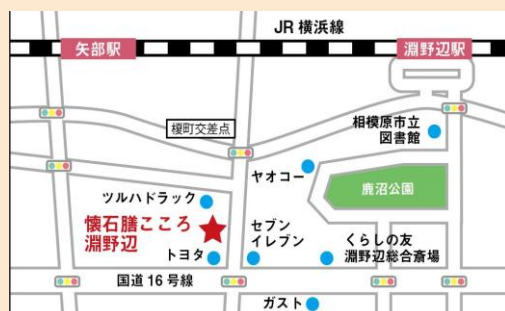 JR 横浜線
矢部駅
淵野辺駅
榎町交差点
相模原市立
図書館
ヤオコー
鹿沼公園
ツルハドラック
懐石膳こころ
淵野辺
トヨタ
セブン
イレブン
くらしの友
淵野辺総合斎場
国道16号線
ガスト